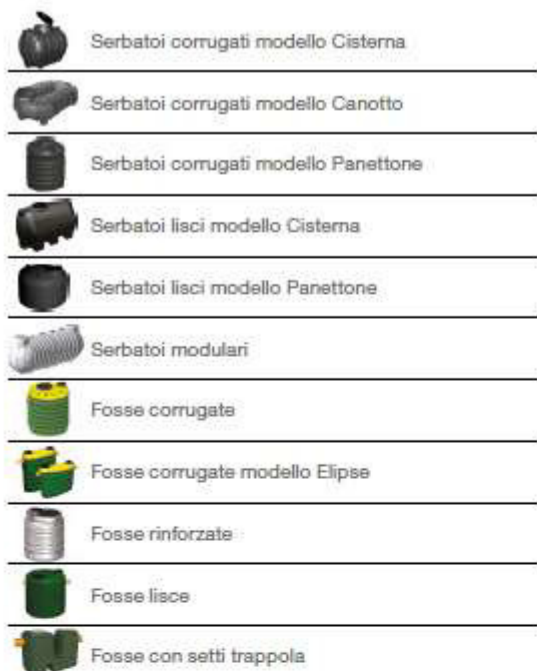 Serbatoi corrugati modello Cisterna
Serbatoi corrugati modello Canotto
Serbatoi corrugati modello Panettone
Serbatoi lisci modello Cisterna
Serbatoi lisci modello Panettone
Serbatoi modulari
Fosse corrugate
Fosse corrugate modello Elipse
Fosse rinforzate
Fosse lisce
Fosse con setti trappola